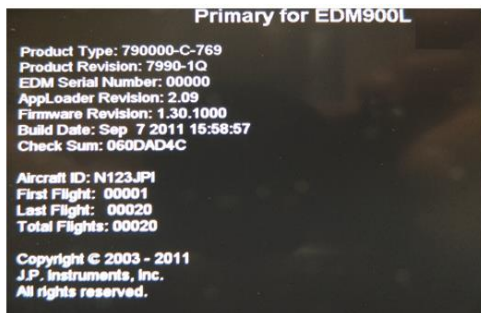 Primary for EDM900L
Product Type: 790000-C-769
Product Revision: 7990-1Q
EDM Serial Number: 00000
AppLoader Revision: 2.09
Firmware Revision: 1.30.1000
Build Date: Sep 7 2011 15:58:57
Check Sum: 060DAD4C
Aircraft ID: N123JPI
First Flight: 00001
Last Flight: 00020
Total Flights: 00020
Copyright © 2003 - 2011
J.P. Instruments, Inc.
All rights reserved.